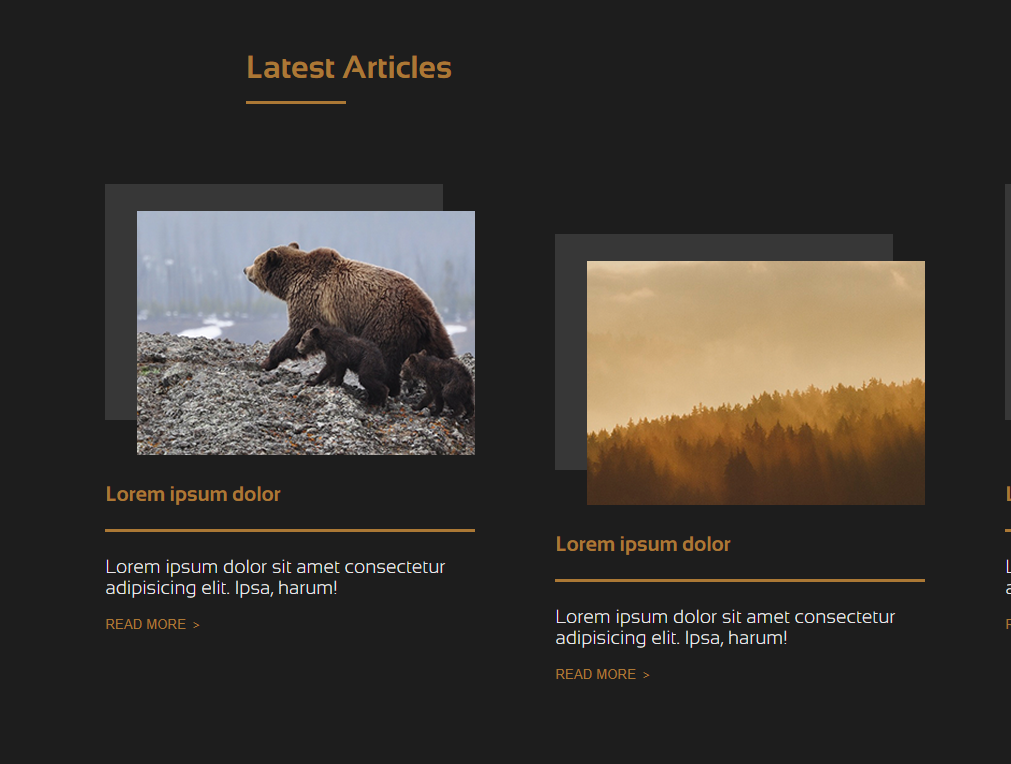 Latest Articles
Lorem ipsum dolor
Lorem ipsum dolor sit amet consectetur
adipisicing elit. Ipsa, harum!
READ MORE >
Lorem ipsum dolor
Lorem ipsum dolor sit amet consectetur
adipisicing elit. Ipsa, harum!
READ MORE >